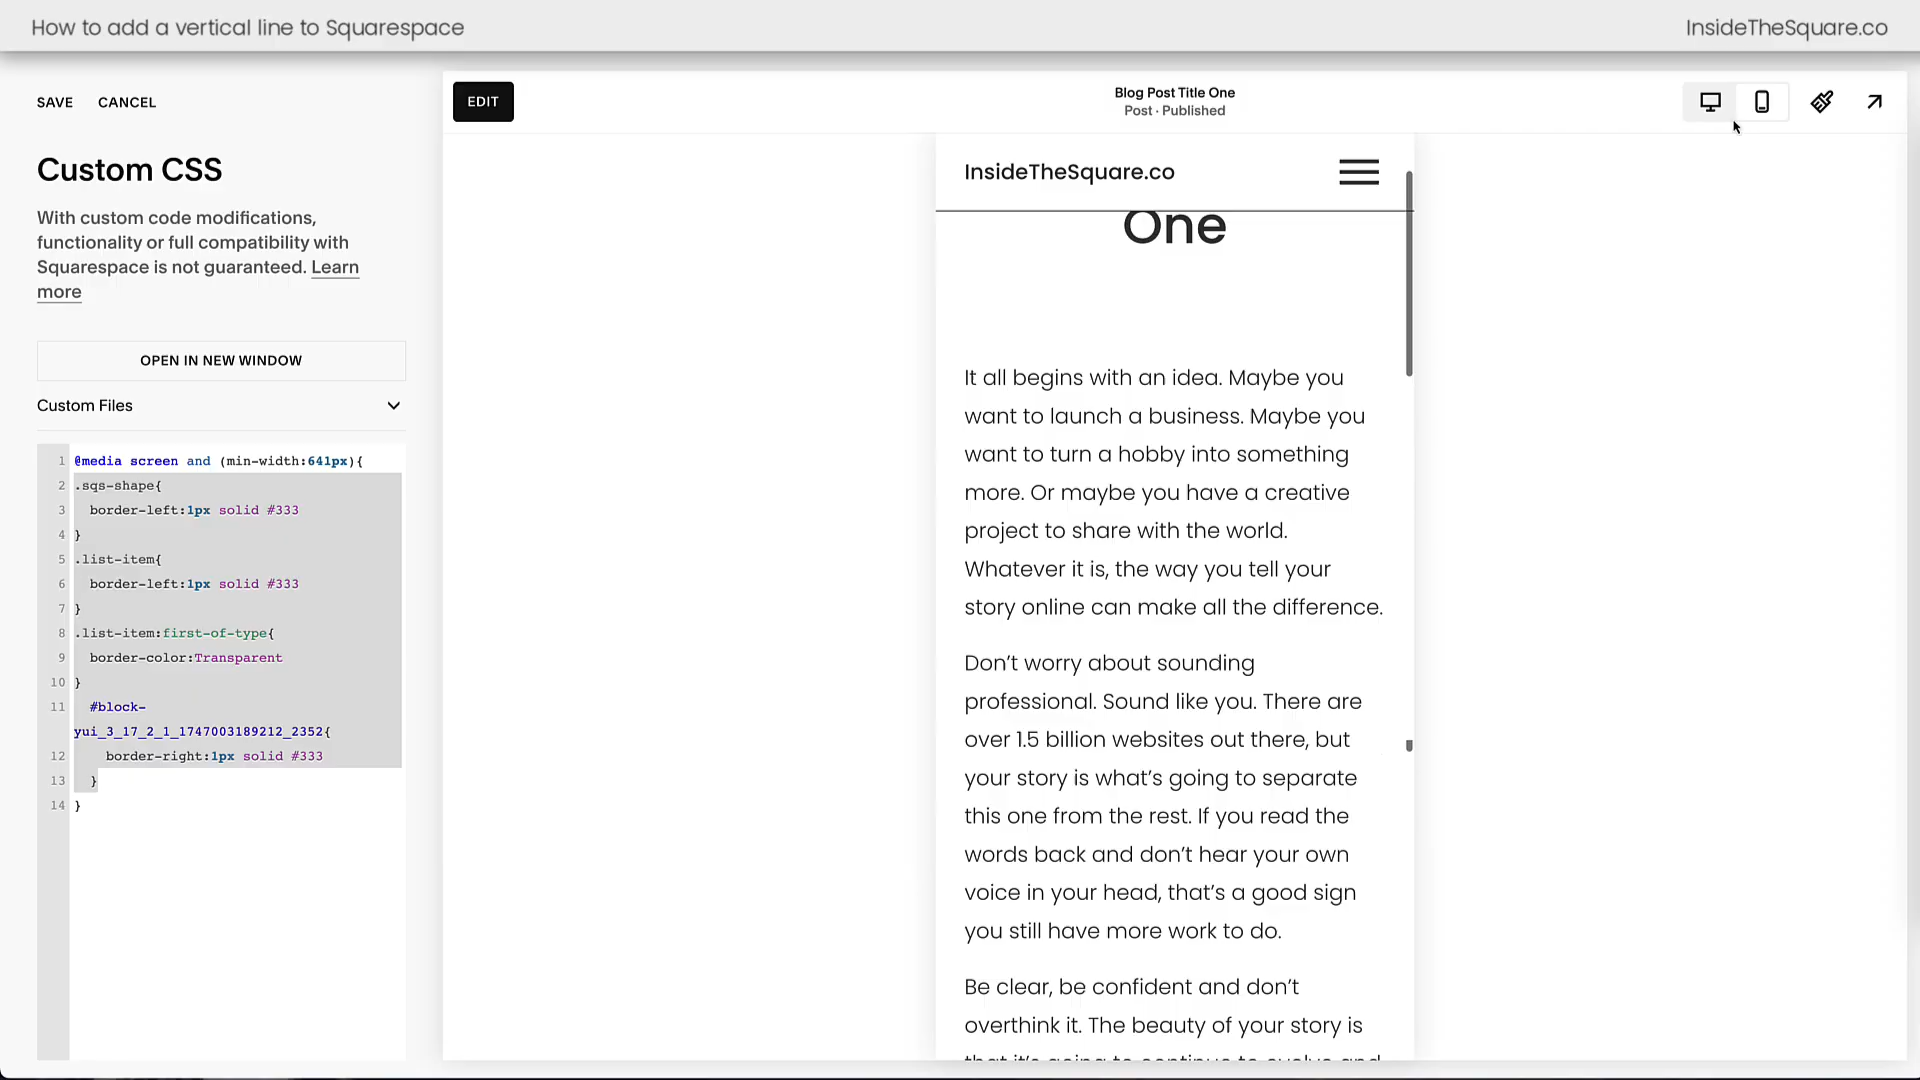 How to add a vertical line to Squarespace
InsideTheSquare.co
SAVE CANCEL
EDIT
Blog Post Title One
Post · Published
Custom CSS
With custom code modifications,
functionality or full compatibility with
Squarespace is not guaranteed. Learn
more
OPEN IN NEW WINDOW
Custom Files
1 @media screen and (min-width:641px){
2 .sqs-shape{
3 border-left:1px solid #333
4 }
5 .list-item{
6 border-left:1px solid #333
7 }
8 .list-item:first-of-type{
9 border-color:Transparent
10 }
11 #block-
yui_3_17_2_1_1747003189212_2352{
12 border-right:1px solid #333
13 }
14 }
InsideTheSquare.co
One
It all begins with an idea. Maybe you
want to launch a business. Maybe you
want to turn a hobby into something
more. Or maybe you have a creative
project to share with the world.
Whatever it is, the way you tell your
story online can make all the difference.
Don’t worry about sounding
professional. Sound like you. There are
over 1.5 billion websites out there, but
your story is what’s going to separate
this one from the rest. If you read the
words back and don’t hear your own
voice in your head, that’s a good sign
you still have more work to do.
Be clear, be confident and don’t
overthink it. The beauty of your story is
that it’s going to continue to evolve and